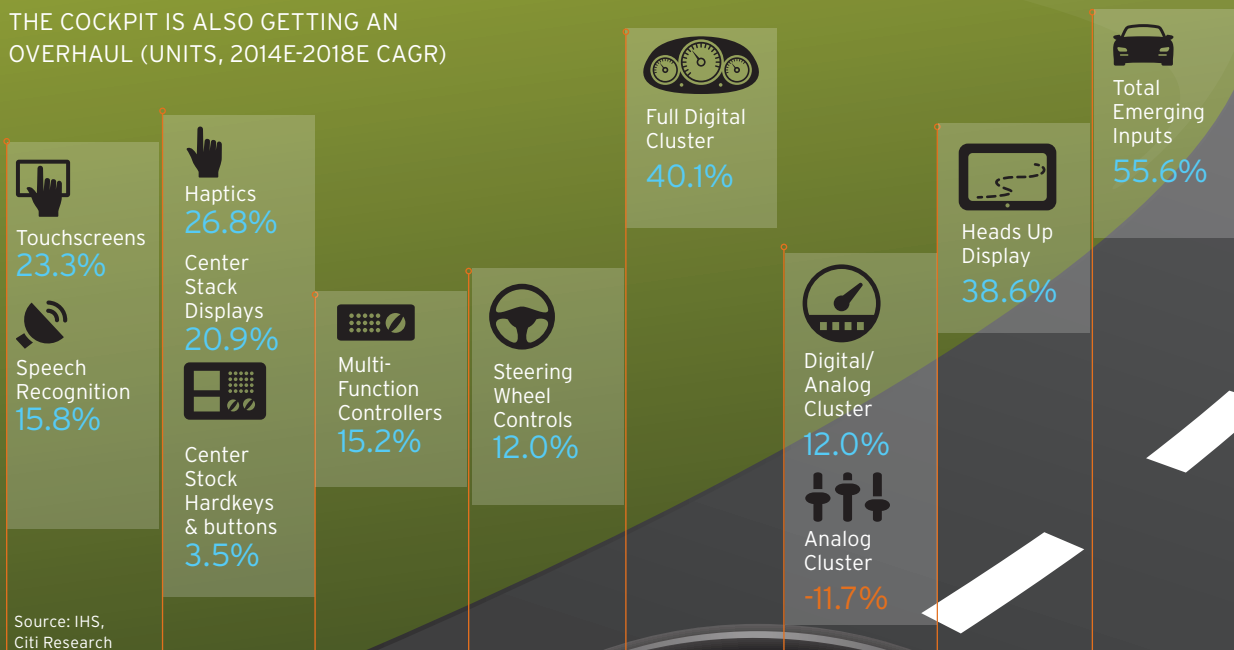 THE COCKPIT IS ALSO GETTING AN
OVERHAUL (UNITS, 2014E-2018E CAGR)
Touchscreens
23.3%
Speech
Recognition
15.8%
Haptics
26.8%
Center
Stack
Displays
20.9%
Center
Stock
Hardkeys
& buttons
3.5%
Multi-
Function
Controllers
15.2%
Steering
Wheel
Controls
12.0%
Full Digital
Cluster
40.1%
Digital/
Analog
Cluster
12.0%
Analog
Cluster
-11.7%
Heads Up
Display
38.6%
Total
Emerging
Inputs
55.6%
Source: IHS,
Citi Research